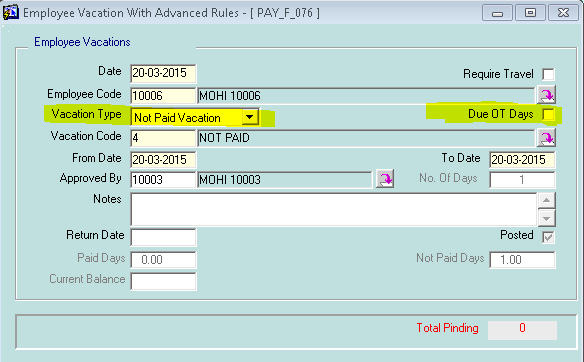 Employee Vacation With Advanced Rules - [ PAY_F_076 ]
Employee Vacations
Date 20-03-2015 Require Travel
Employee Code 10006 MOHI 10006
Vacation Type Not Paid Vacation Due OT Days
Vacation Code 4 NOT PAID
From Date 20-03-2015 To Date 20-03-2015
Approved By 10003 MOHI 10003 No. Of Days 1
Notes
Return Date Posted
Paid Days 0.00 Not Paid Days 1.00
Current Balance
Total Pinding 0